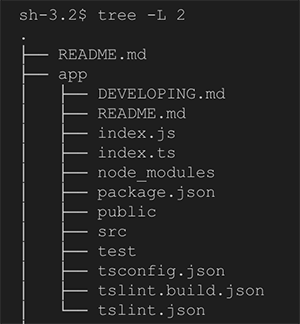 sh-3.2$ tree -L 2
.
├── README.md
├── app
│   ├── DEVELOPING.md
│   ├── README.md
│   ├── index.js
│   ├── index.ts
│   ├── node_modules
│   ├── package.json
│   ├── public
│   ├── src
│   ├── test
│   ├── tsconfig.json
│   ├── tslint.build.json
│   └── tslint.json